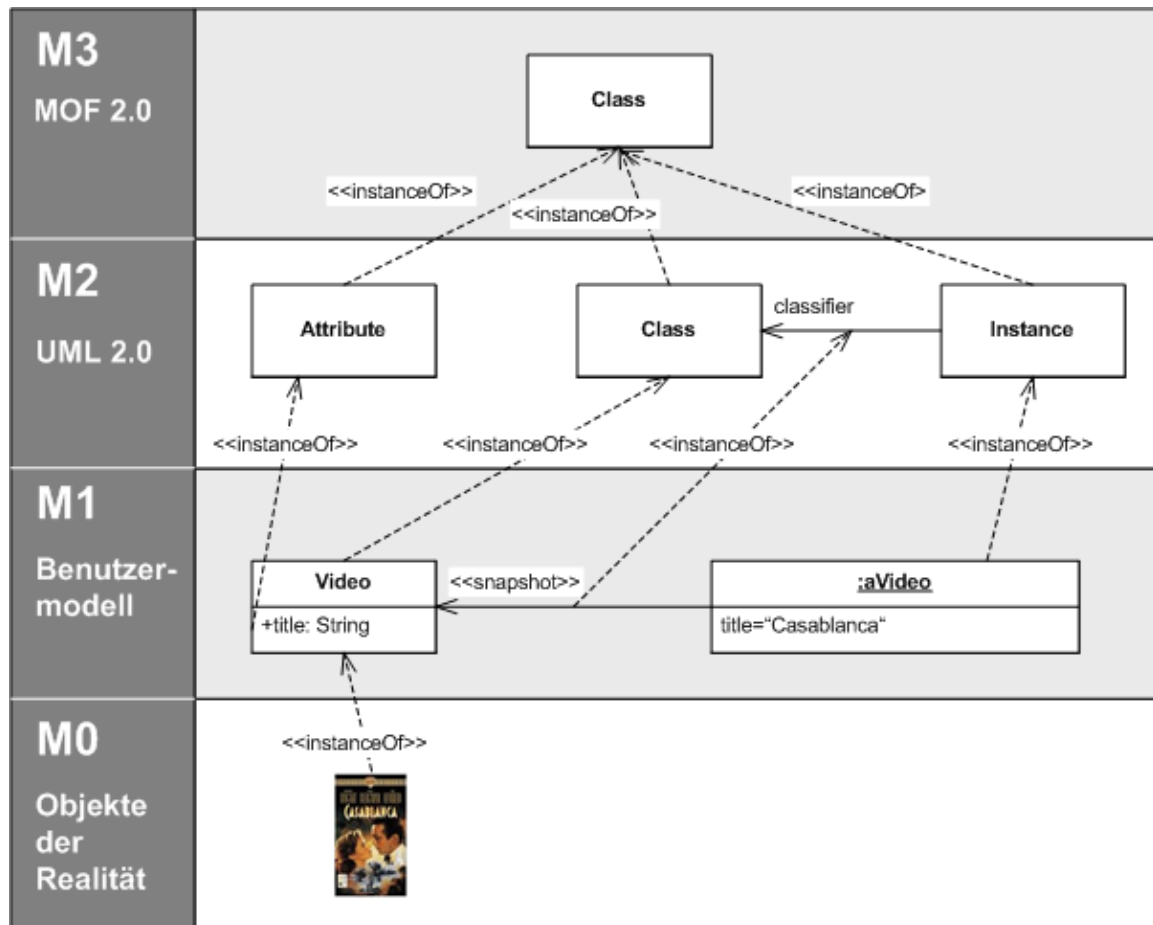 M3
MOF 2.0
Class
<<instanceOf>>
<<instanceOf>>
<<instanceOf>
M2
UML 2.0
Attribute
Class
classifier
Instance
<<instanceOf>>
<<instanceOf>>
<<instanceOf>>
<<instanceOf>>
M1
Benutzer-
modell
Video
+title: String
<<snapshot>>
:aVideo
title=“Casablanca“
M0
Objekte
der
Realität
<<instanceOf>>
CASABLANCA